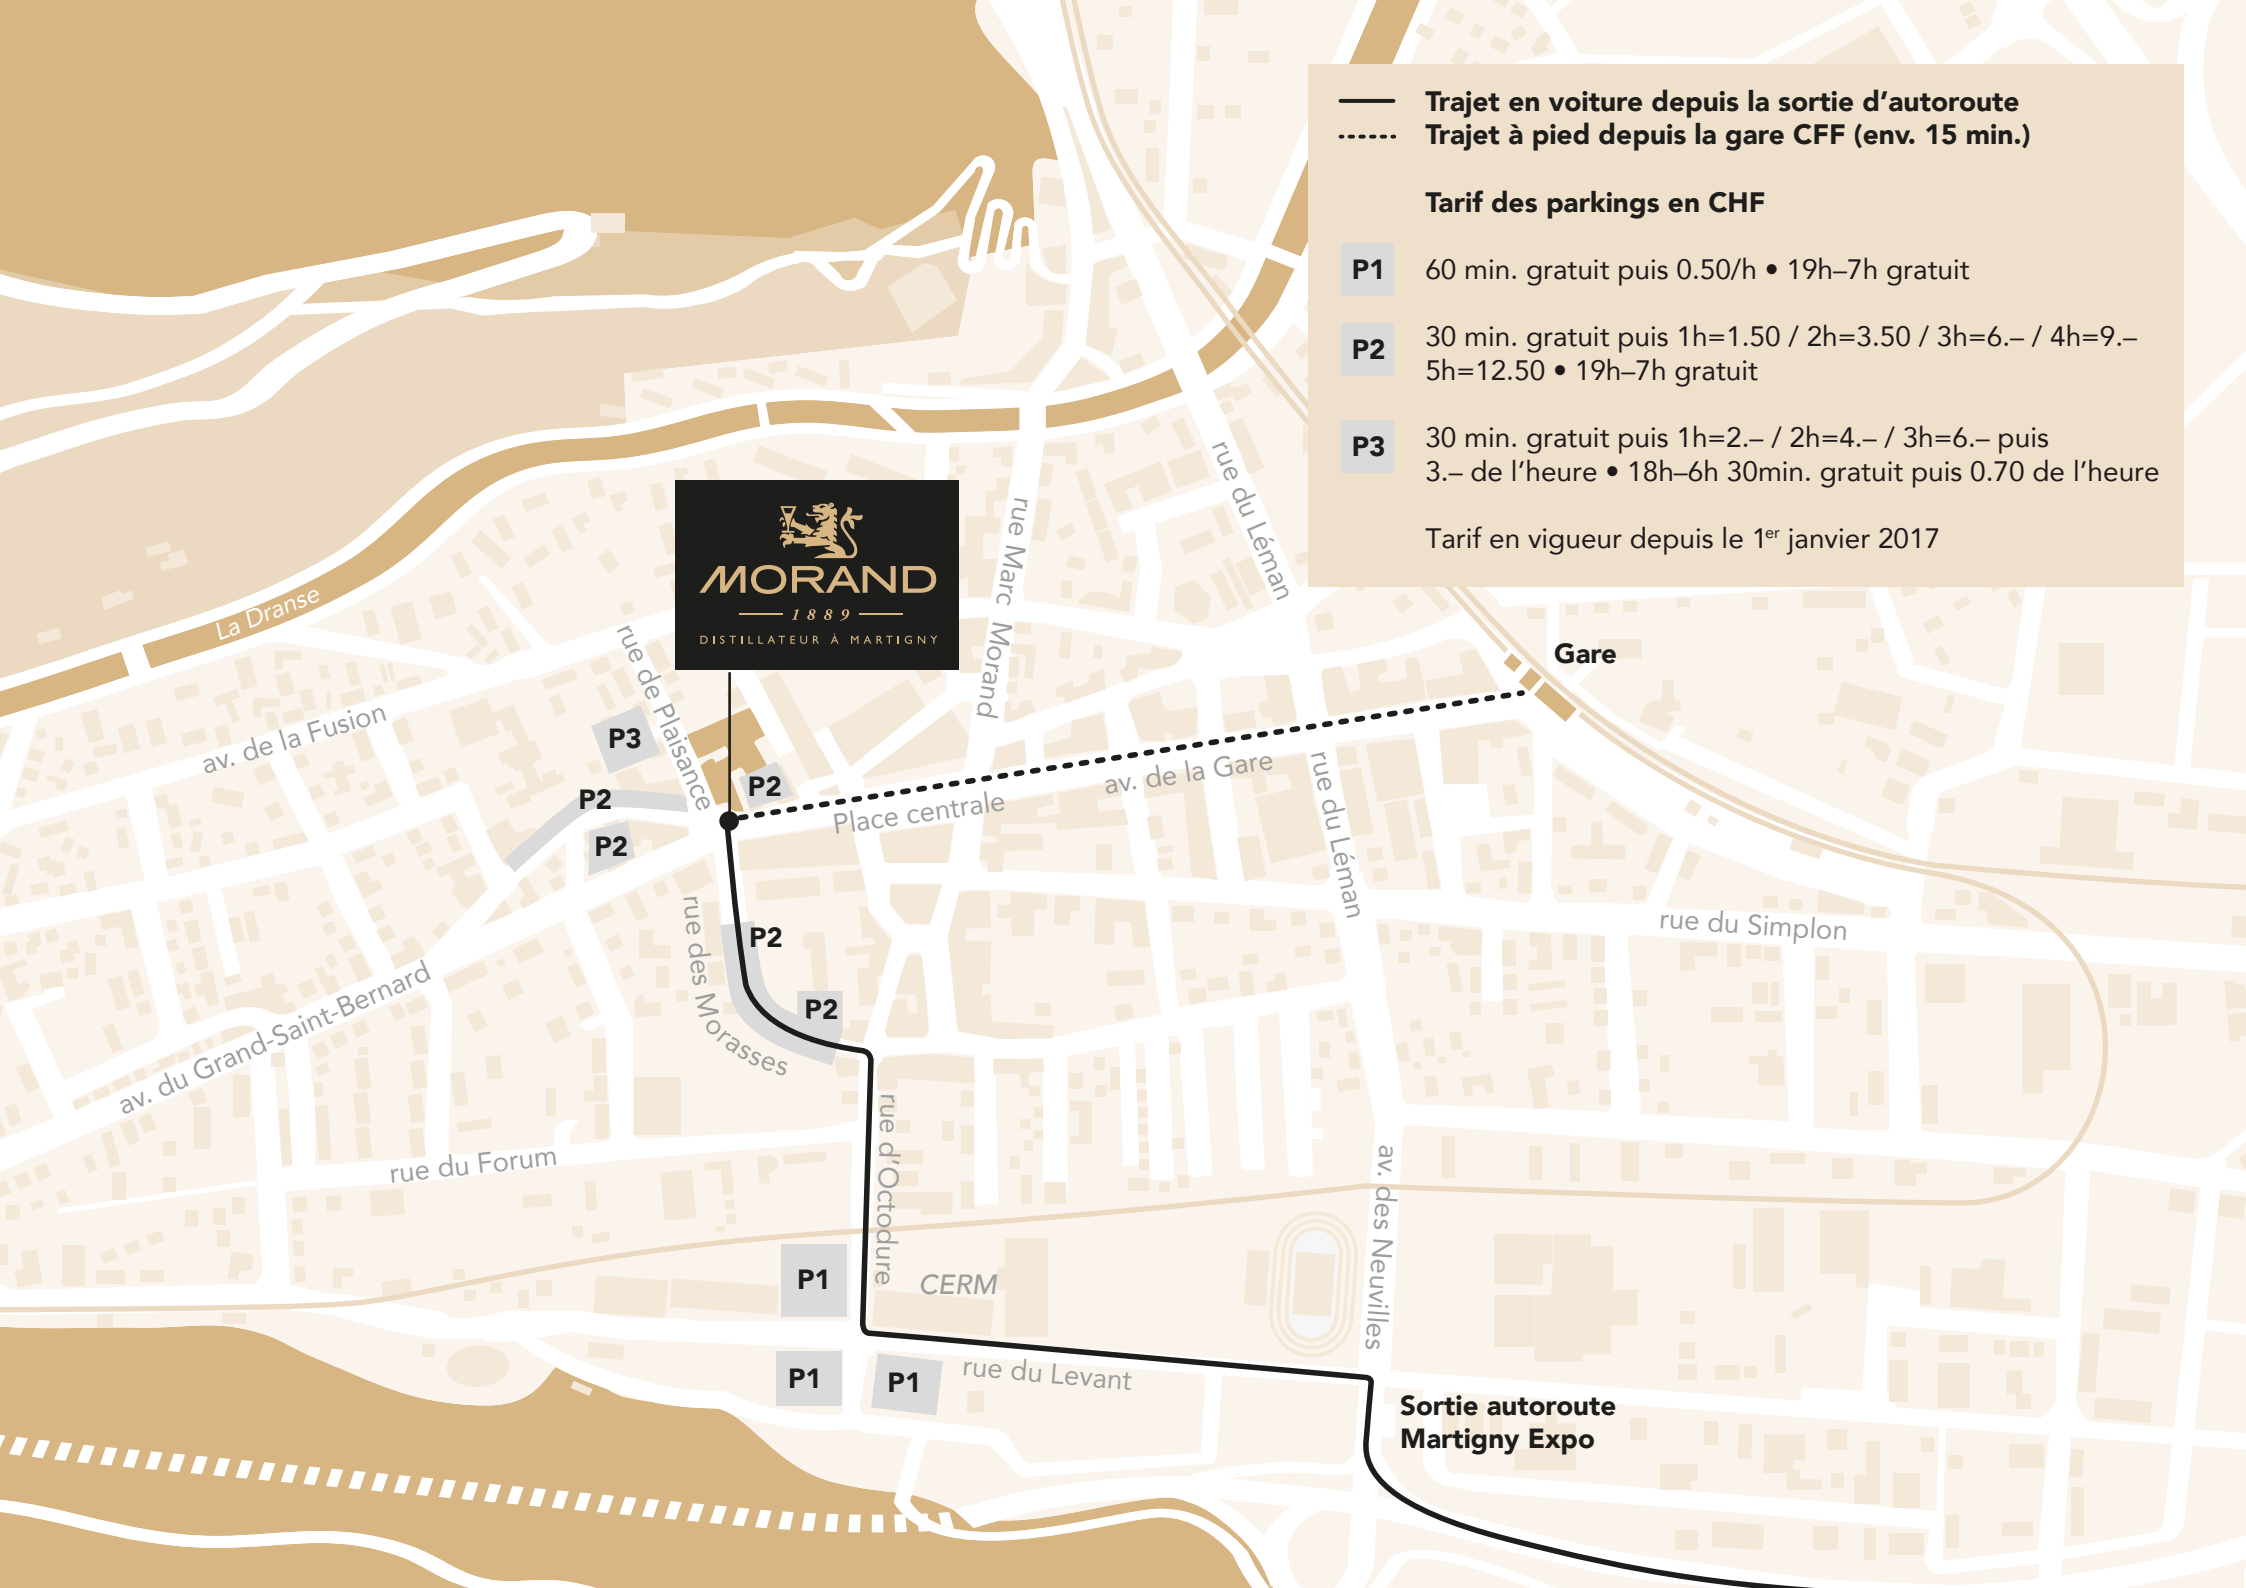 Trajet en voiture depuis la sortie d’autoroute
Trajet à pied depuis la gare CFF (env. 15 min.)
Tarif des parkings en CHF
P1
60 min. gratuit puis 0.50/h • 19h–7h gratuit
P2
30 min. gratuit puis 1h=1.50 / 2h=3.50 / 3h=6.– / 4h=9.–
5h=12.50 • 19h–7h gratuit
P3
30 min. gratuit puis 1h=2.– / 2h=4.– / 3h=6.– puis
3.– de l’heure • 18h–6h 30min. gratuit puis 0.70 de l’heure
Tarif en vigueur depuis le 1er janvier 2017
MORAND
1889
DISTILLATEUR À MARTIGNY
rue Marc Morand
rue du Léman
La Dranse
rue de Plaisance
Gare
av. de la Fusion
P3
P2
P2
P2
Place centrale
av. de la Gare
rue du Léman
rue du Simplon
rue des Morasses
P2
P2
av. du Grand-Saint-Bernard
rue du Forum
rue d’Octodure
av. des Neuvilles
P1
CERM
P1
P1
rue du Levant
Sortie autoroute
Martigny Expo